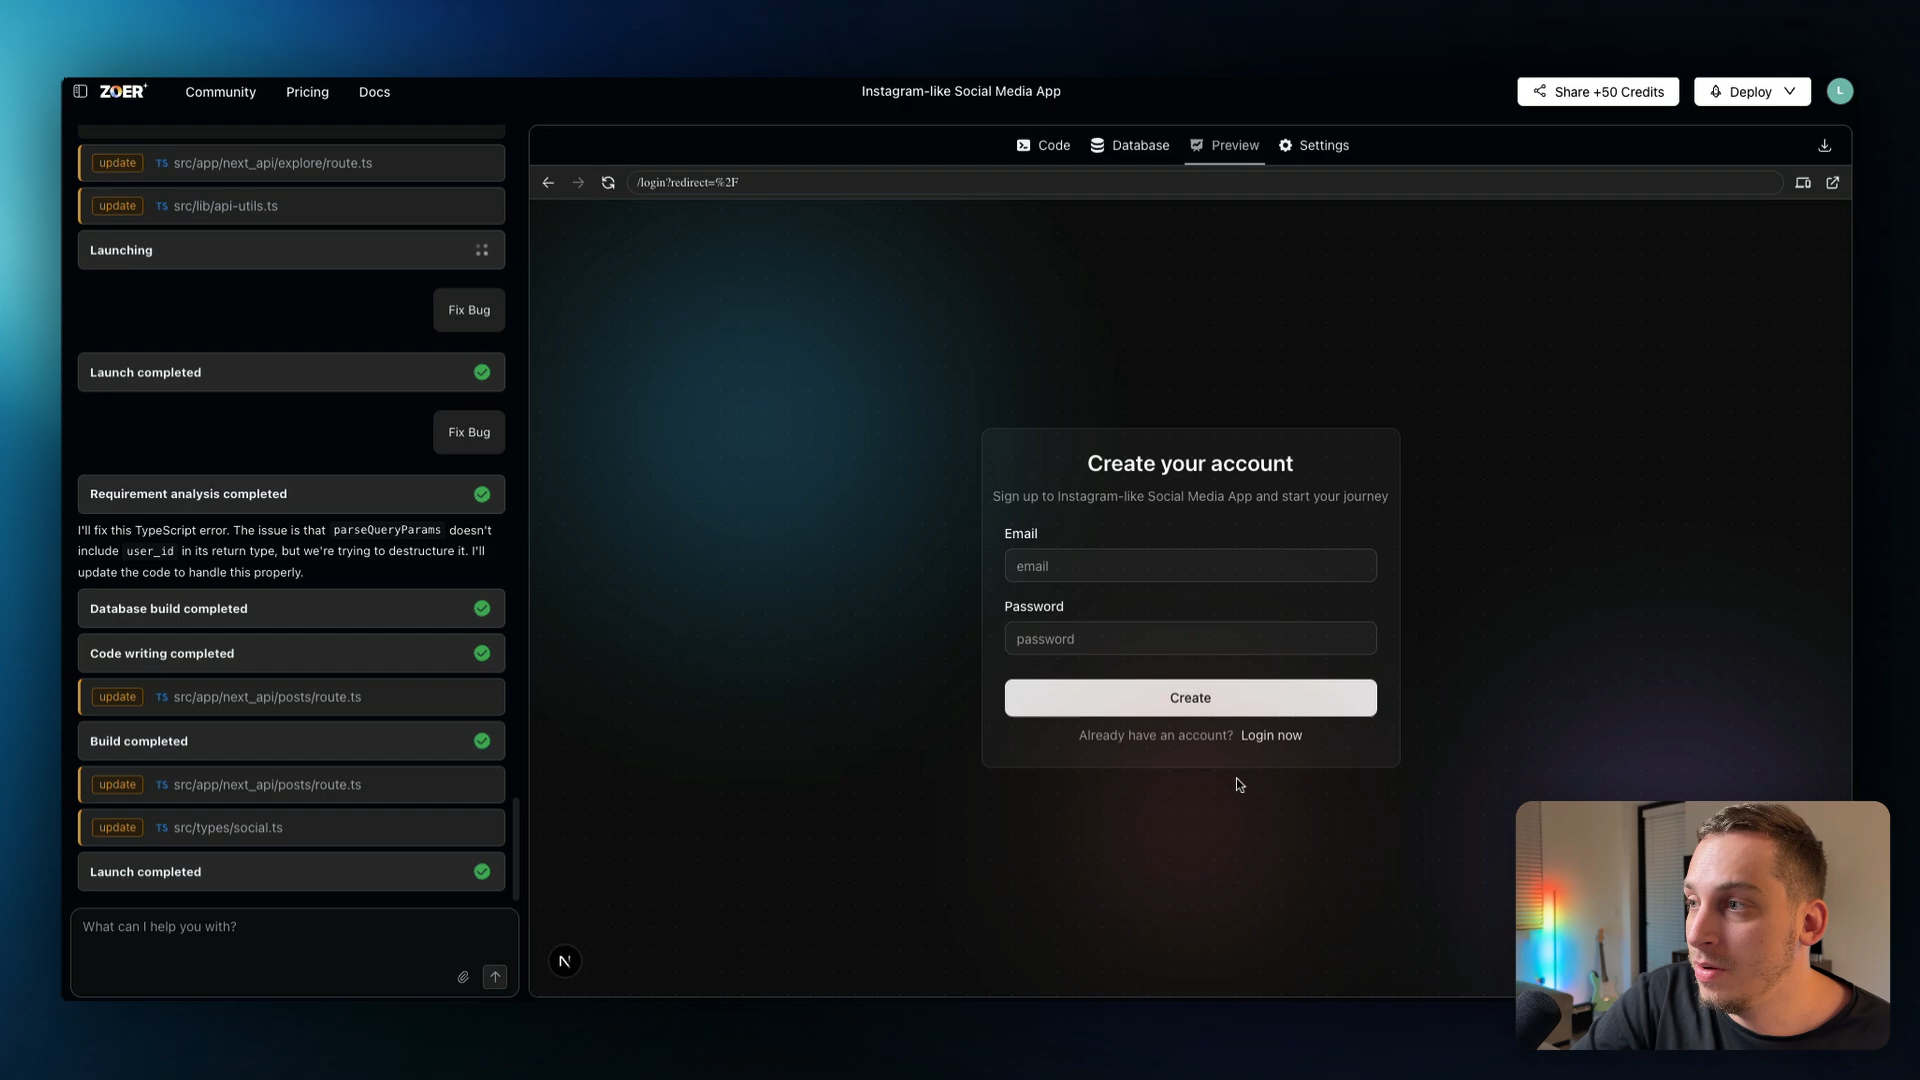 ZOER
Community
Pricing
Docs
Instagram-like Social Media App
Share +50 Credits
Deploy
L
update TS src/app/next_api/explore/route.ts
update TS src/lib/api-utils.ts
Launching
Fix Bug
Launch completed
Fix Bug
Requirement analysis completed
I'll fix this TypeScript error. The issue is that parseQueryParams doesn't
include user_id in its return type, but we're trying to destructure it. I'll
update the code to handle this properly.
Database build completed
Code writing completed
update TS src/app/next_api/posts/route.ts
Build completed
update TS src/app/next_api/posts/route.ts
update TS src/types/social.ts
Launch completed
What can I help you with?
Code
Database
Preview
Settings
/login?redirect=%2F
Create your account
Sign up to Instagram-like Social Media App and start your journey
Email
email
Password
password
Create
Already have an account? Login now
N